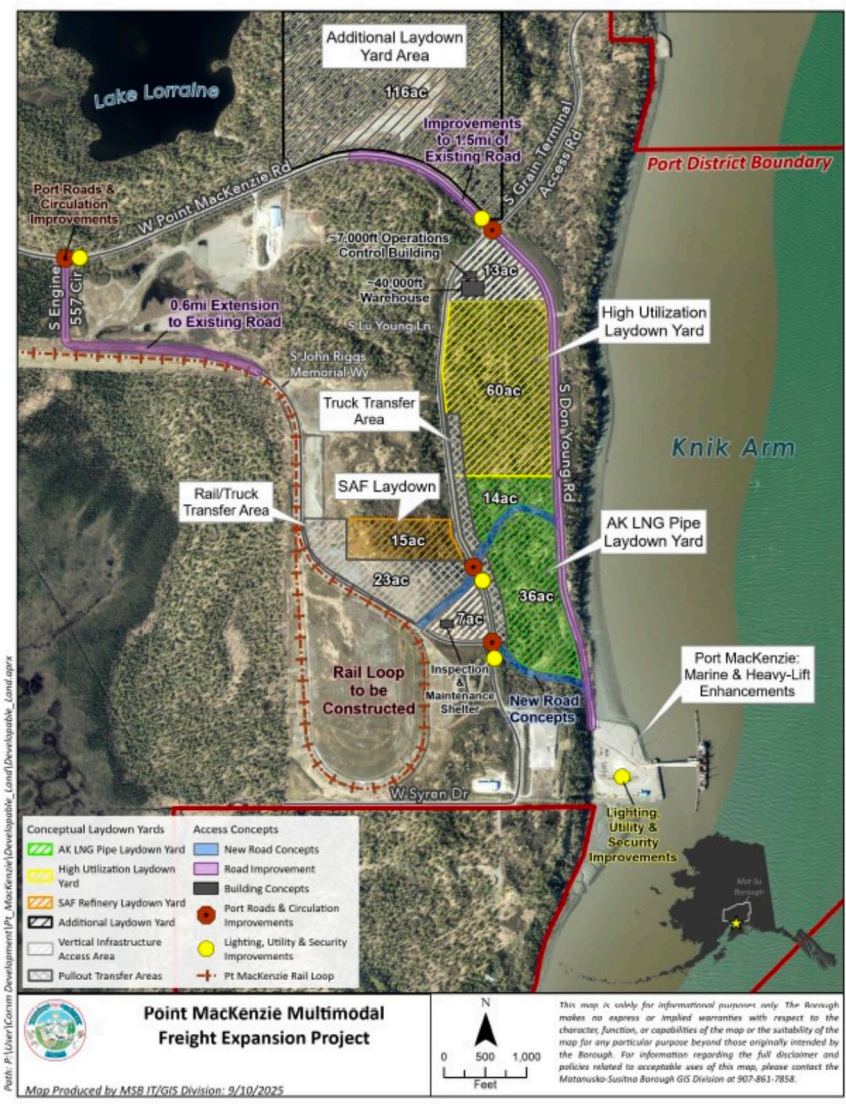 Additional Laydown
Yard Area
Lake Lorraine
116ac
Improvements
to 1.5mi of
Existing Road
S Grain Terminal
Access Rd
Port District Boundary
W Point MacKenzie Rd
Port Roads &
Circulation
Improvements
~7,000ft Operations
Control Building
13ac
~40,000ft
Warehouse
S Engine
557 Cir
0.6mi Extension
to Existing Road
S Lu Young Ln
High Utilization
Laydown Yard
S John Riggs
Memorial Wy
60ac
Truck Transfer
Area
S Don Young Rd
Knik Arm
SAF Laydown
Rail/Truck
Transfer Area
14ac
AK LNG Pipe
Laydown Yard
15ac
23ac
36ac
7ac
Rail Loop
to be
Constructed
Inspection
&
Maintenance
Shelter
New Road
Concepts
Port MacKenzie:
Marine & Heavy-Lift
Enhancements
W Syren Dr
Lighting,
Utility &
Security
Improvements
Mat-Su
Borough
Conceptual Laydown Yards
AK LNG Pipe Laydown Yard
High Utilization Laydown
Yard
SAF Refinery Laydown Yard
Additional Laydown Yard
Vertical Infrastructure
Access Area
Pullout Transfer Areas
Access Concepts
New Road Concepts
Road Improvement
Building Concepts
Port Roads & Circulation
Improvements
Lighting, Utility & Security
Improvements
Pt MacKenzie Rail Loop
Path: P:\User\Comm Development\Pt_MacKenzie\Developable_Land\Developable_Land.aprx
Point MacKenzie Multimodal
Freight Expansion Project
Map Produced by MSB IT/GIS Division: 9/10/2025
N
0 500 1,000
Feet
This map is solely for informational purposes only. The Borough
makes no express or implied warranties with respect to the
character, function, or capabilities of the map or the suitability of the
map for any particular purpose beyond those originally intended by
the Borough. For information regarding the full disclaimer and
policies related to acceptable uses of this map, please contact the
Matanuska-Susitna Borough GIS Division at 907-861-7858.